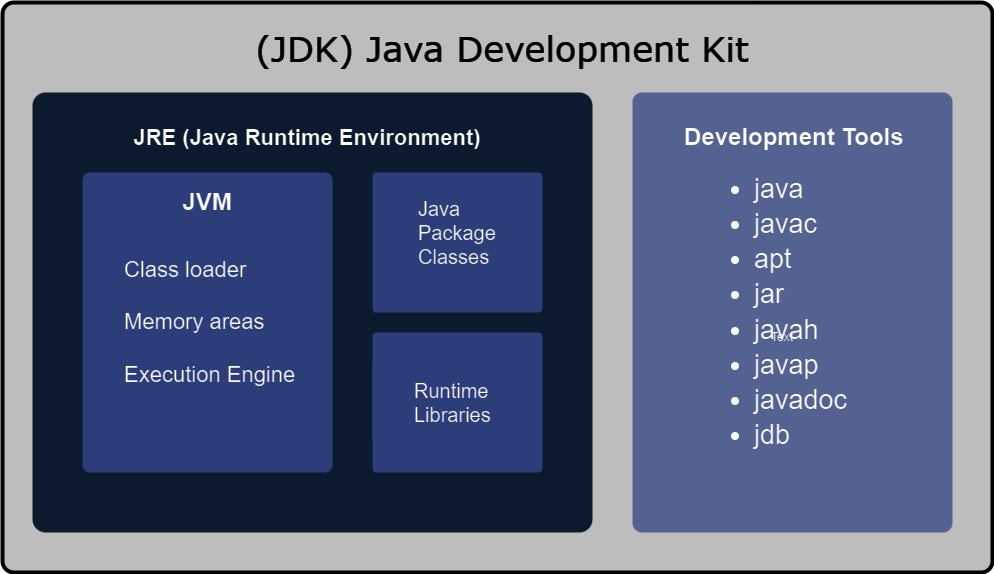 (JDK) Java Development Kit
JRE (Java Runtime Environment)
JVM
Class loader
Memory areas
Execution Engine
Java
Package
Classes
Runtime
Libraries
Development Tools
• java
• javac
• apt
• jar
• javah
Text
• javap
• javadoc
• jdb